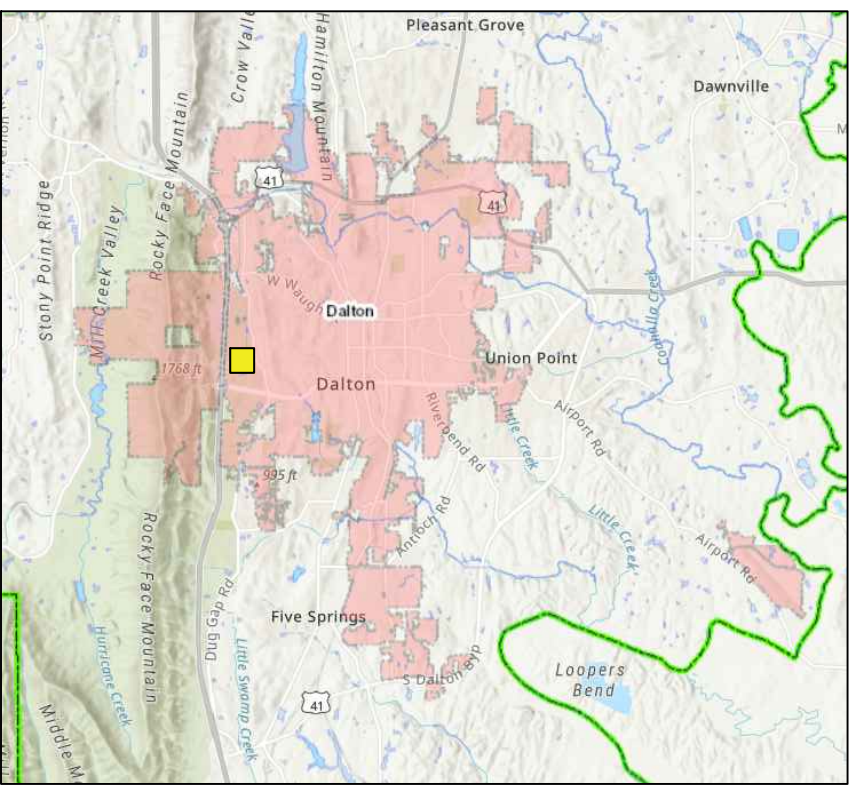 Pleasant Grove
Crow Valle
Hamilton Mountain
Dawnville
Rocky Face Mountain
Stony Point Ridge
Mill Creek Valley
41
41
W Waugh
Dalton
Coahulla Creek
Union Point
1768 ft
Dalton
Riverbend Rd
Airport Rd
ittle Creek
995 ft
Little Creek
Antioch Rd
Airport Rd
Rocky Face Mountain
Dug Gap Rd
Five Springs
Hurricane Creek
Little Swamp Creek
S Dalton Byp
Loopers
Bend
41
Middle Mo